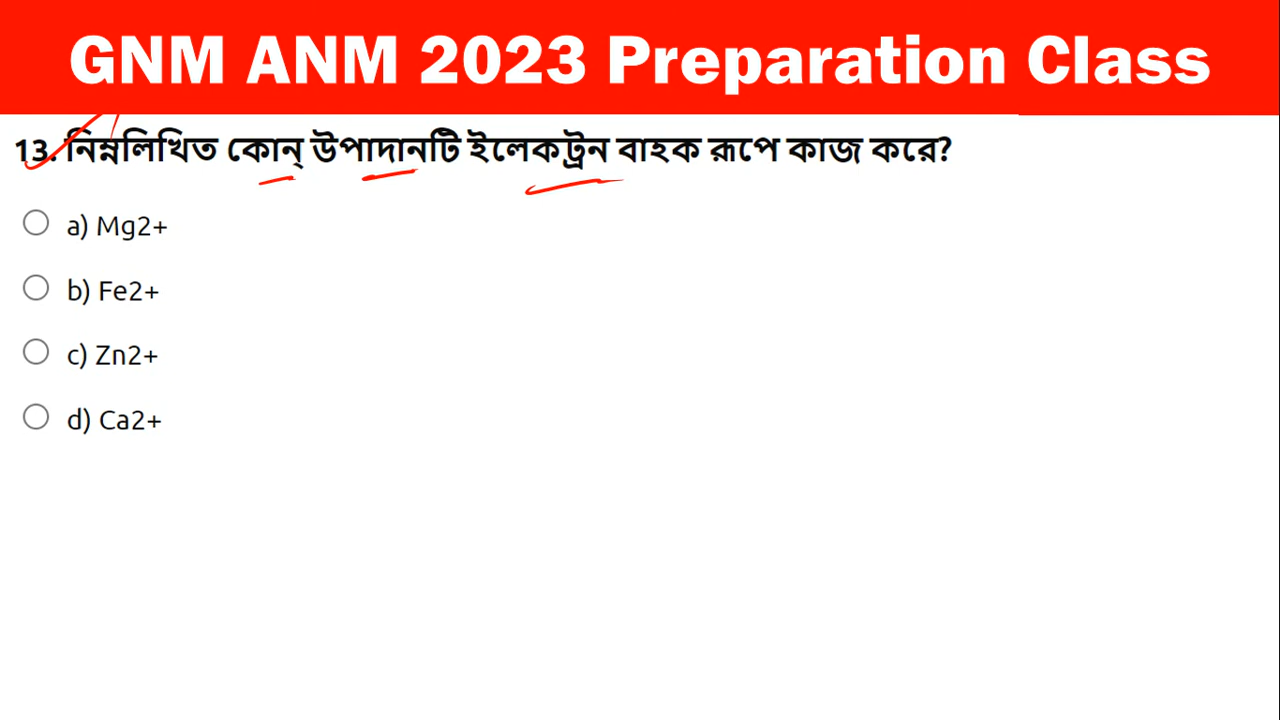 GNM ANM 2023 Preparation Class
13. নিম্নলিখিত কোন্ উপাদানটি ইলেকট্রন বাহক রূপে কাজ করে?
a) Mg2+
b) Fe2+
c) Zn2+
d) Ca2+